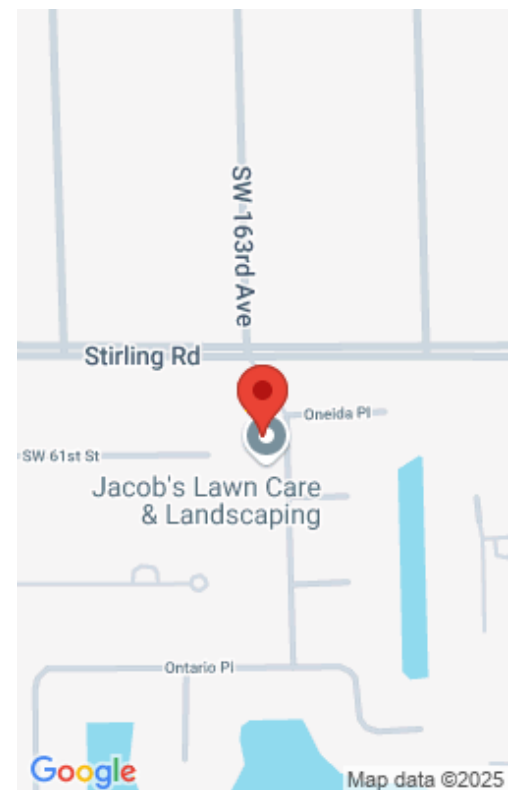 SW 163rd Ave
Stirling Rd
Oneida Pl
SW 61st St
Jacob's Lawn Care
& Landscaping
Ontario Pl
Google
Map data ©2025